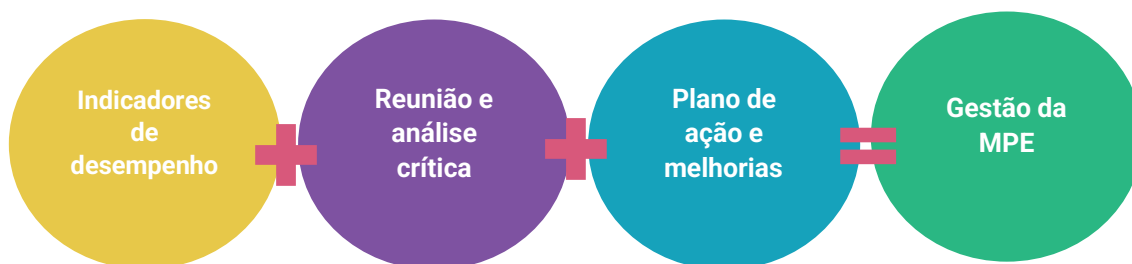 Indicadores
de
desempenho
Reunião e
análise
crítica
Plano de
ação e
melhorias
Gestão da
MPE